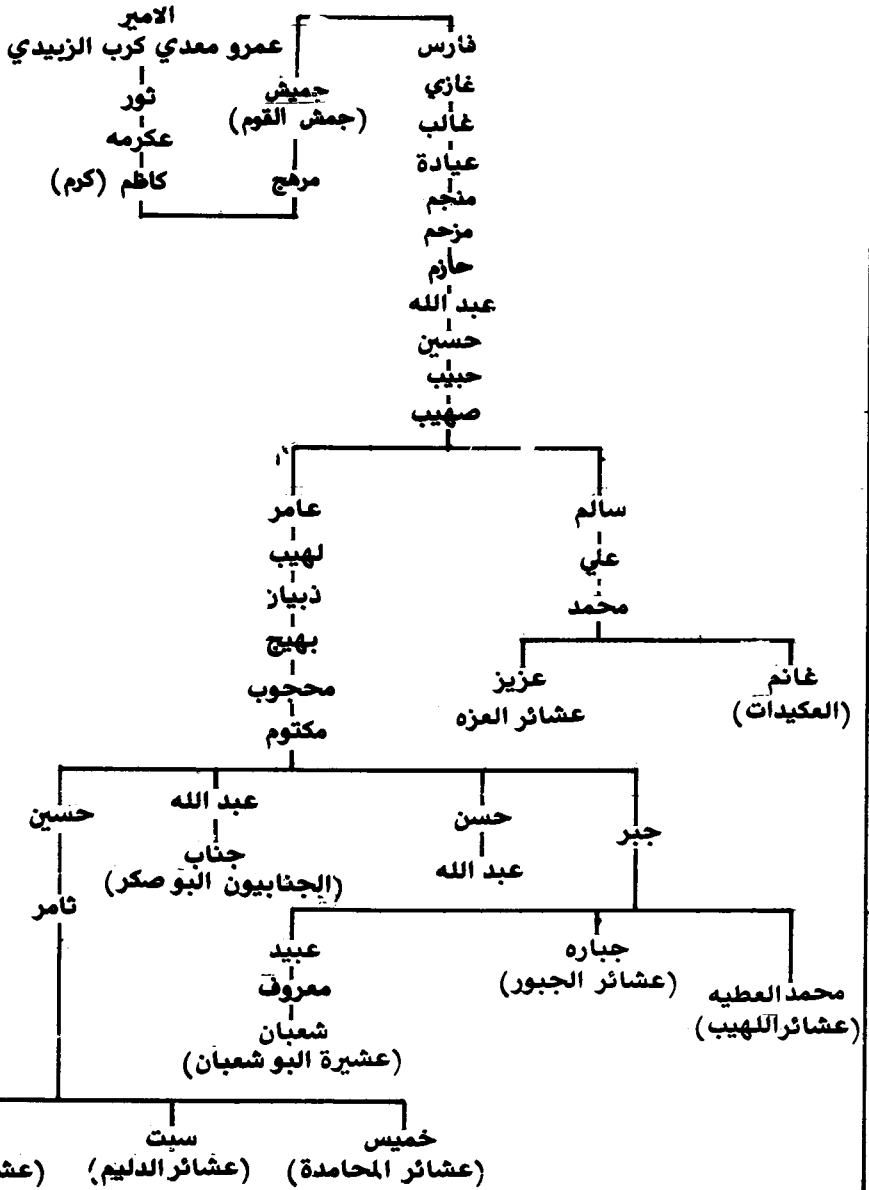 الامير
عمرو معدي كرب الزبيدي
ثور
عكرمه
كاظم (كرم)
مرهج
جميش
(جمش القوم)
فارس
غازي
غالب
عيادة
منجم
مزحم
حازم
عبد الله
حسين
حبيب
صهيب
سالم
علي
محمد
غانم
(العكيدات)
عزيز
عشائر العزه
عامر
لهيب
ذبيان
بهيج
محجوب
مكتوم
جبر
حسن
عبد الله
عبد الله
جناب
(الجنابيون البو صكر)
حسين
ثامر
محمد العطيه
(عشائر اللهيب)
جباره
(عشائر الجبور)
عبيد
معروف
شعبان
(عشيرة البو شعبان)
خميس
(عشائر المحامدة)
سبت
(عشائر الدليم)